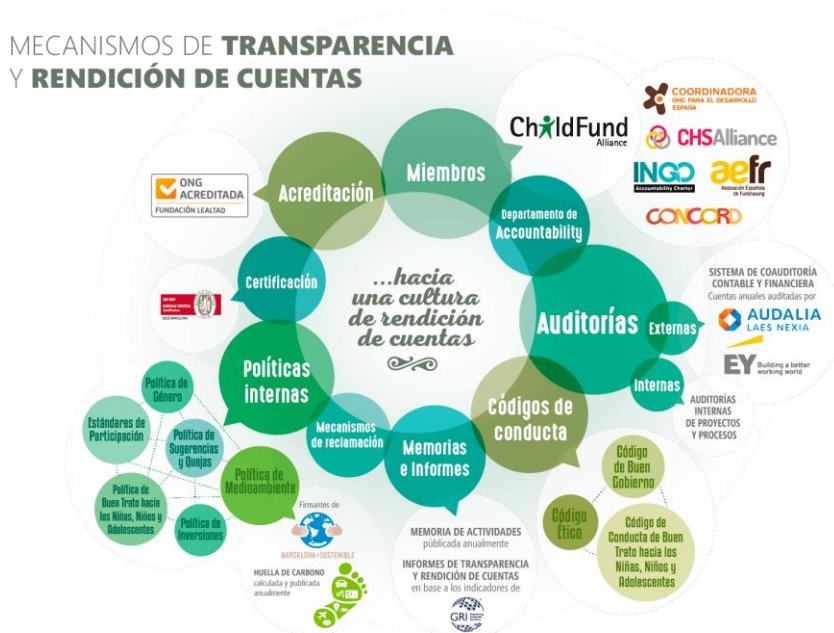 MECANISMOS DE TRANSPARENCIA
Y RENDICIÓN DE CUENTAS
ONG
ACREDITADA
FUNDACIÓN LEALTAD
Acreditación
Miembros
ChildFund
Alliance
COORDINADORA
ONG PARA EL DESARROLLO
ESPAÑA
CHSAlliance
INGO
Accountability Charter
aefr
Asociación Española
de Fundraising
CONCORD
Departamento de
Accountability
Certificación
...hacia
una cultura
de rendición
de cuentas
Auditorías
Externas
SISTEMA DE COAUDITORÍA
CONTABLE Y FINANCIERA
Cuentas anuales auditadas por
AUDALIA
LAES NEXIA
EY
Building a better
working world
Internas
AUDITORÍAS
INTERNAS
DE PROYECTOS
Y PROCESOS
Políticas
internas
Política de
Género
Estándares de
Participación
Política de
Sugerencias
y Quejas
Política de
Medioambiente
Política de
Buen Trato hacia
los Niñas, Niños y
Adolescentes
Política de
Inversiones
Firmantes de
BARCELONA+SOSTENIBLE
HUELLA DE CARBONO
calculada y publicada
anualmente
Mecanismos
de reclamación
Memorias
e Informes
MEMORIA DE ACTIVIDADES
públicada anualmente
INFORMES DE TRANSPARENCIA
Y RENDICIÓN DE CUENTAS
en base a los indicadores de
GRI
Códigos de
conducta
Código
de Buen
Gobierno
Código
Ético
Código de
Conducta de Buen
Trato hacia los
Niñas, Niños y
Adolescentes